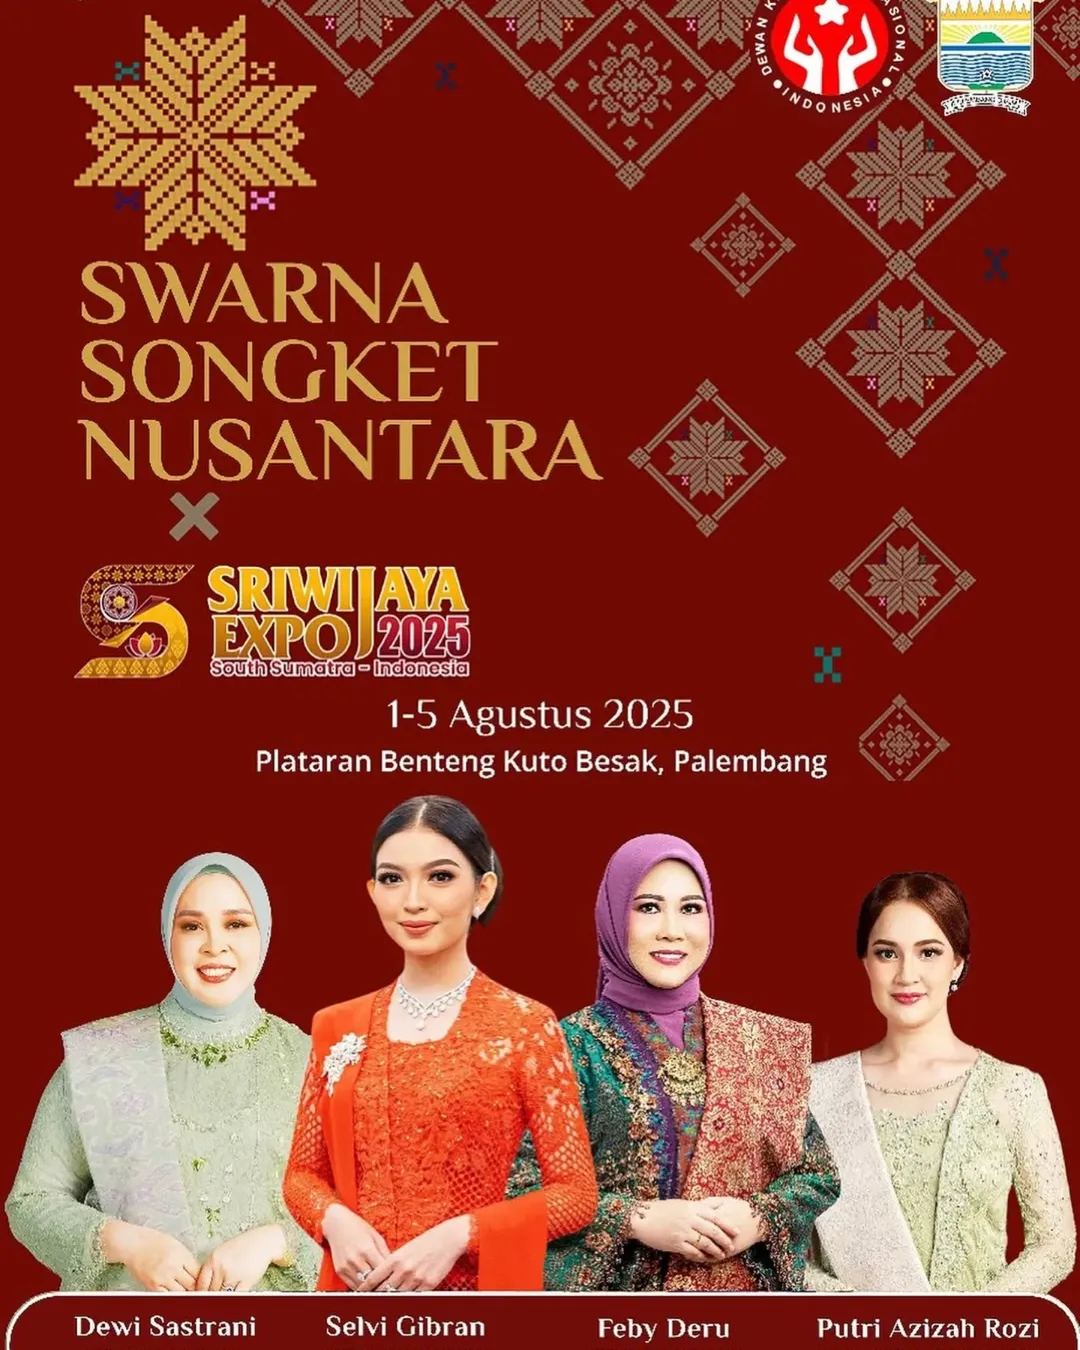 INDONESIA
SWARNA
SONGKET
NUSANTARA
SRIWIJAYA
EXPO 2025
South Sumatra - Indonesia
1-5 Agustus 2025
Plataran Benteng Kuto Besak, Palembang
Dewi Sastrani
Selvi Gibran
Feby Deru
Putri Azizah Rozi